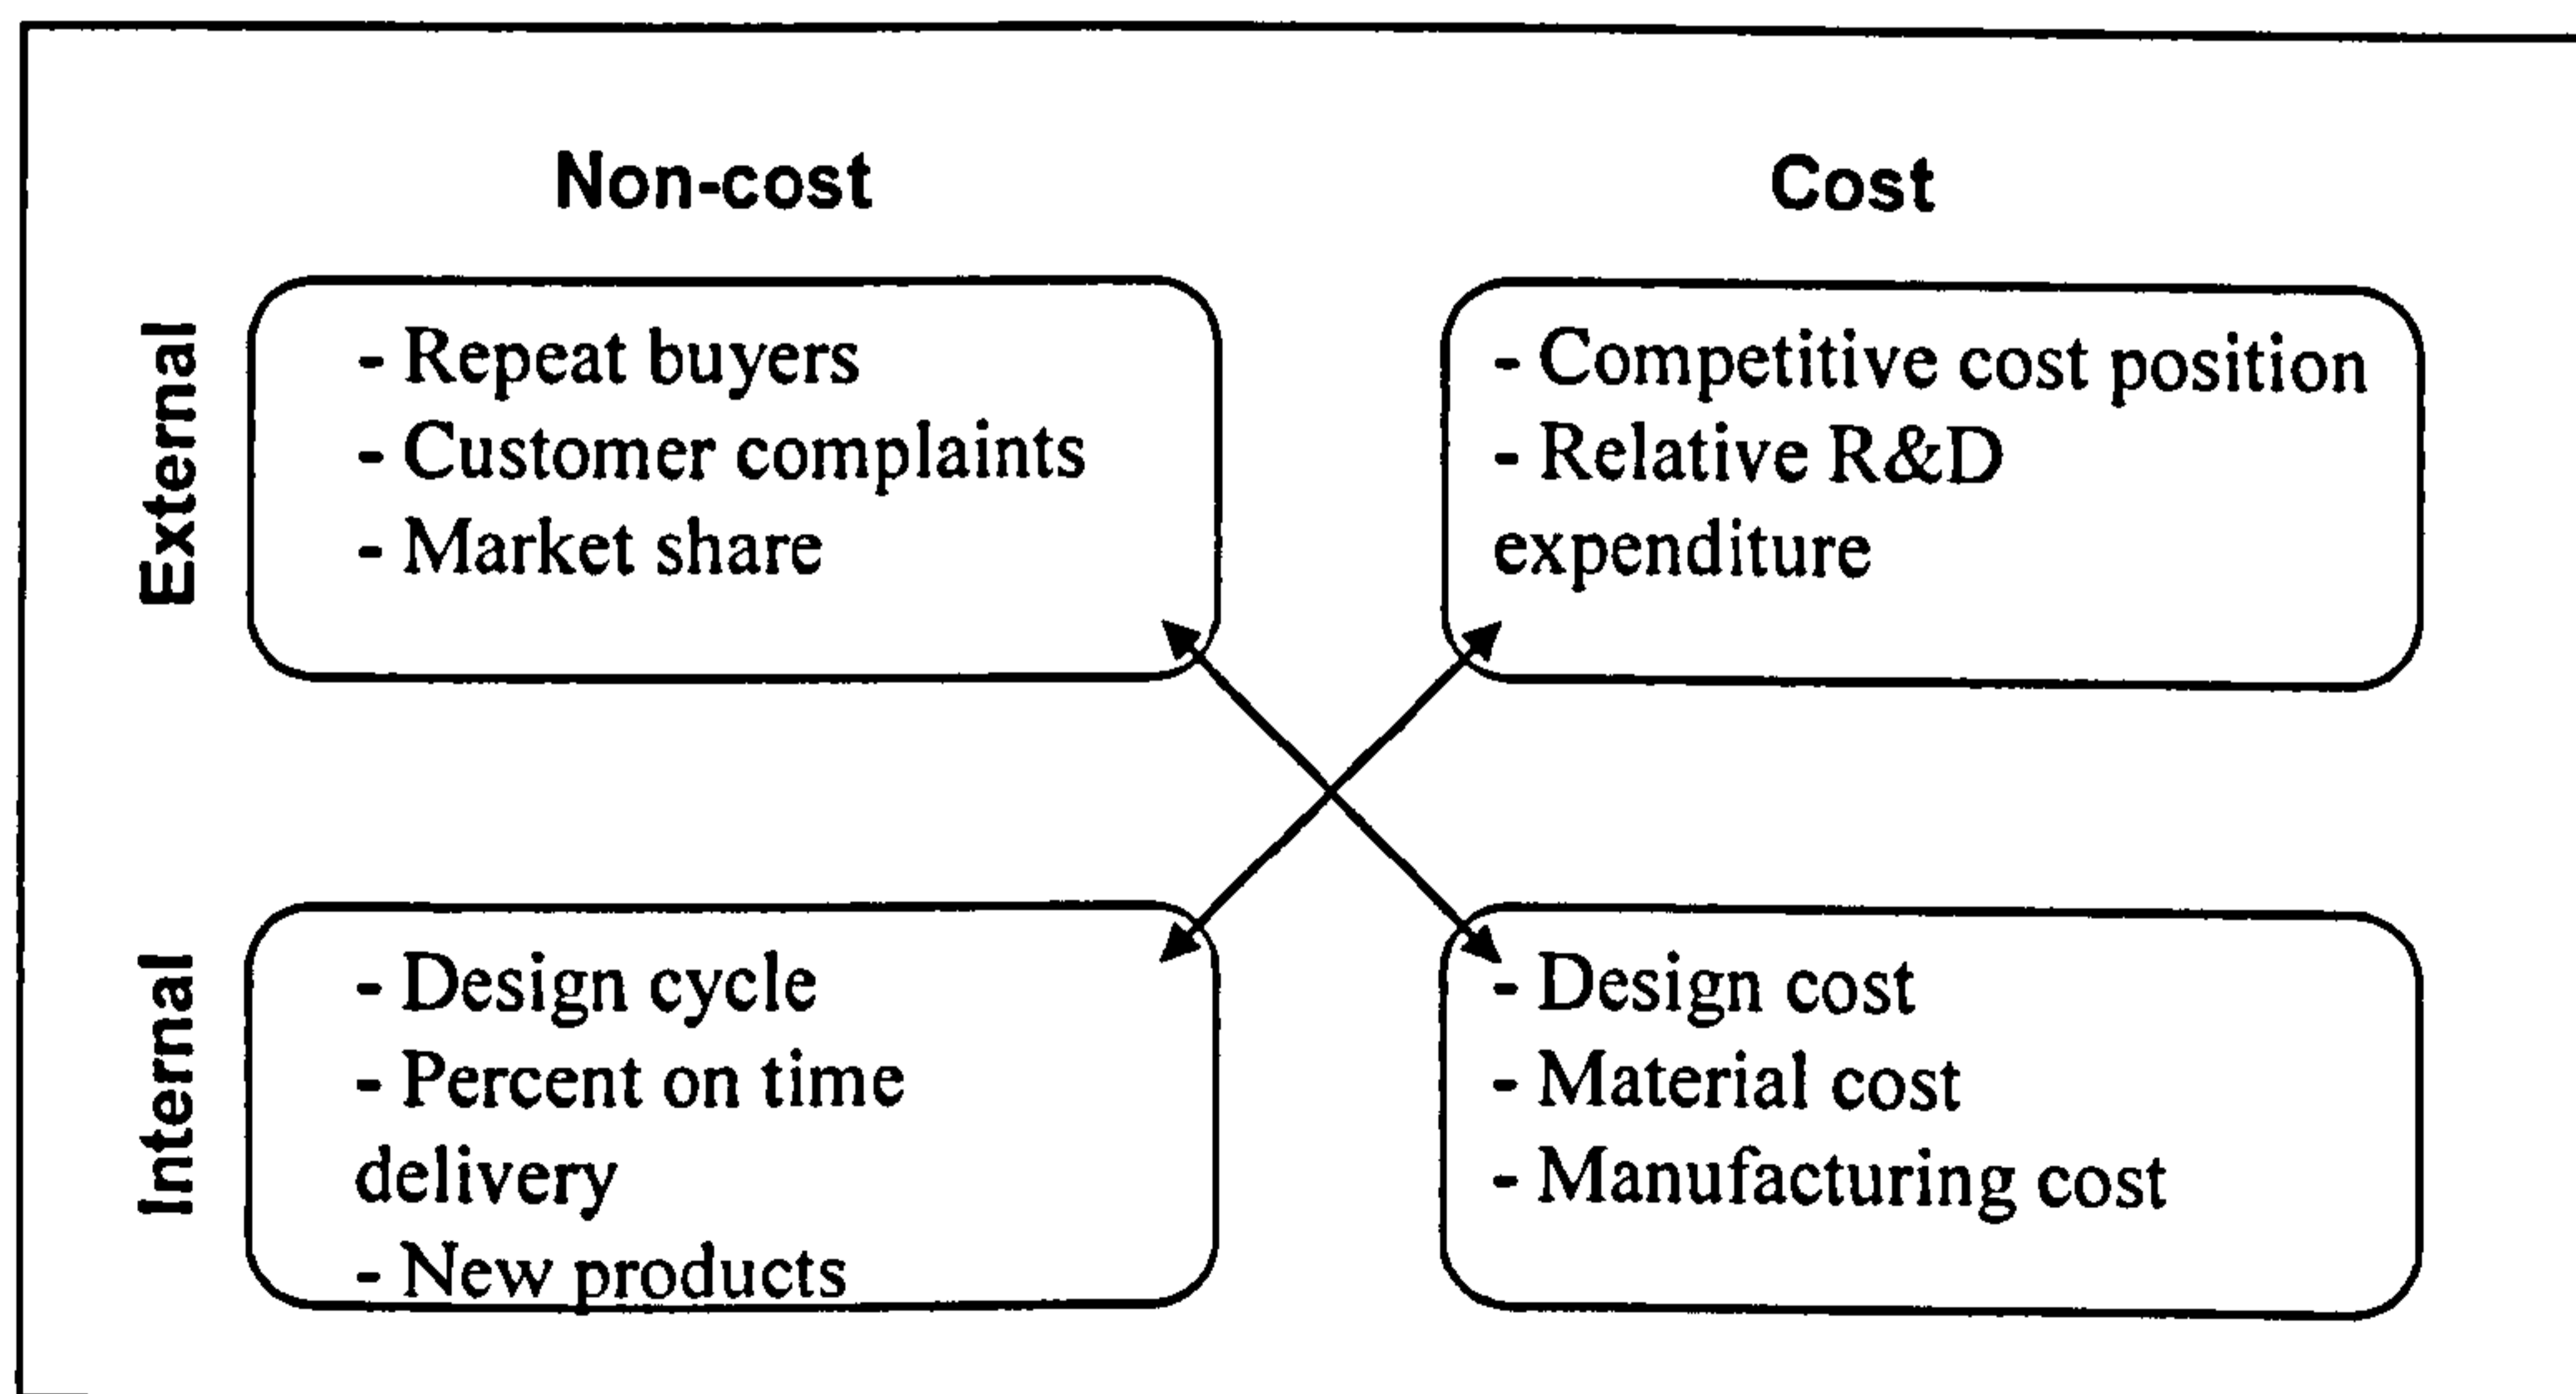 Non-cost
Cost
External
- Repeat buyers
- Customer complaints
- Market share
- Competitive cost position
- Relative R&D
expenditure
Internal
- Design cycle
- Percent on time
delivery
- New products
- Design cost
- Material cost
- Manufacturing cost